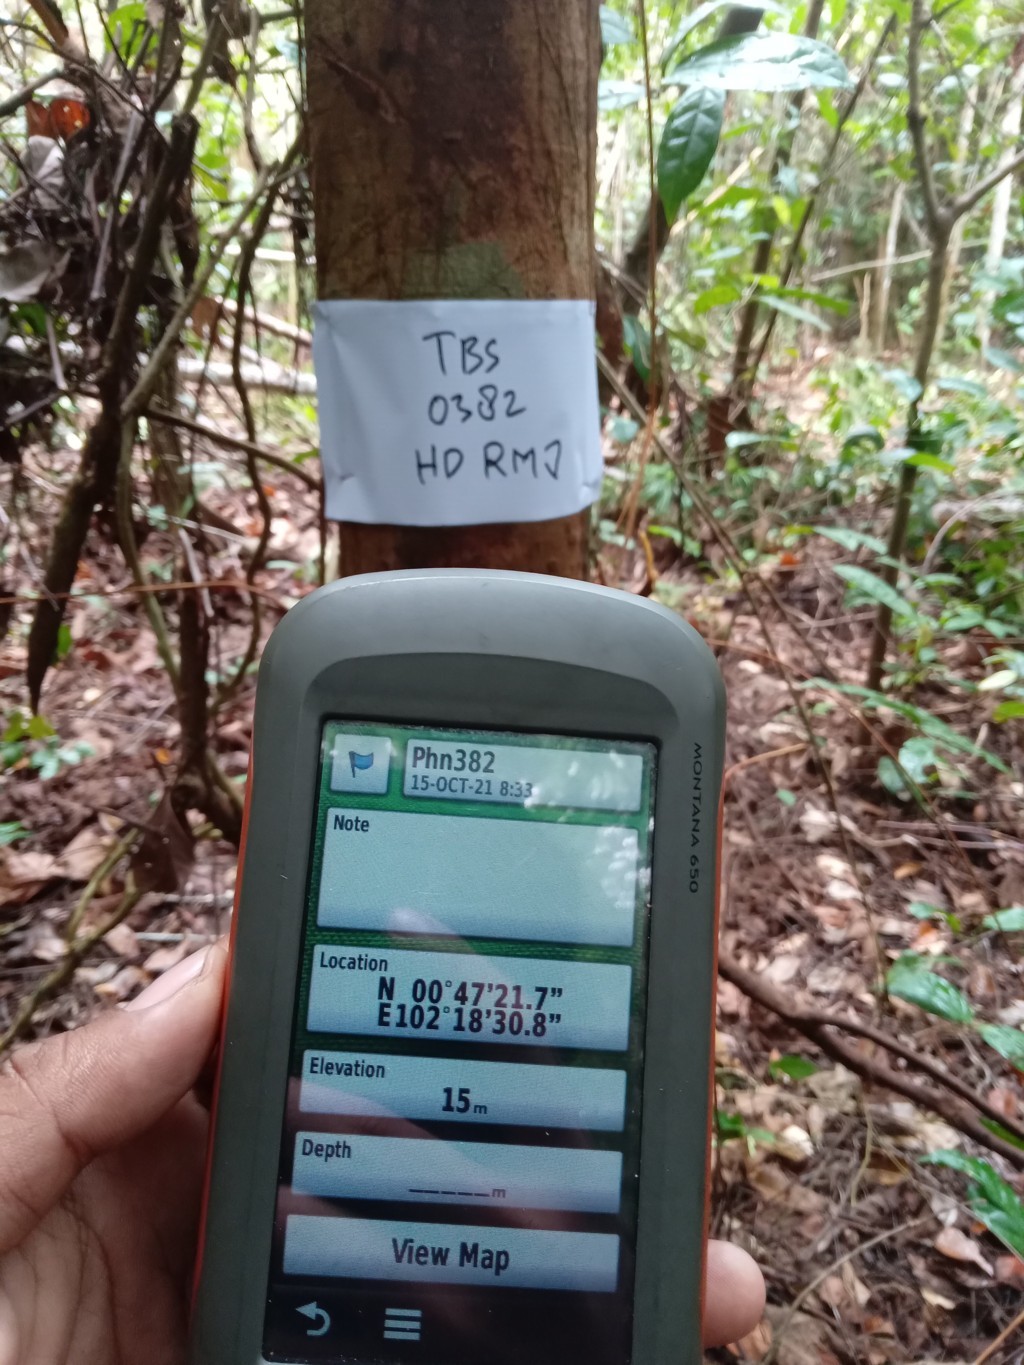 TBS
0382
HD RMJ
MONTANA 650
Phn382
15-OCT-21 8:33
Note
Location
N 00°47'21.7"
E102°18'30.8"
Elevation
15m
Depth
_____m
View Map